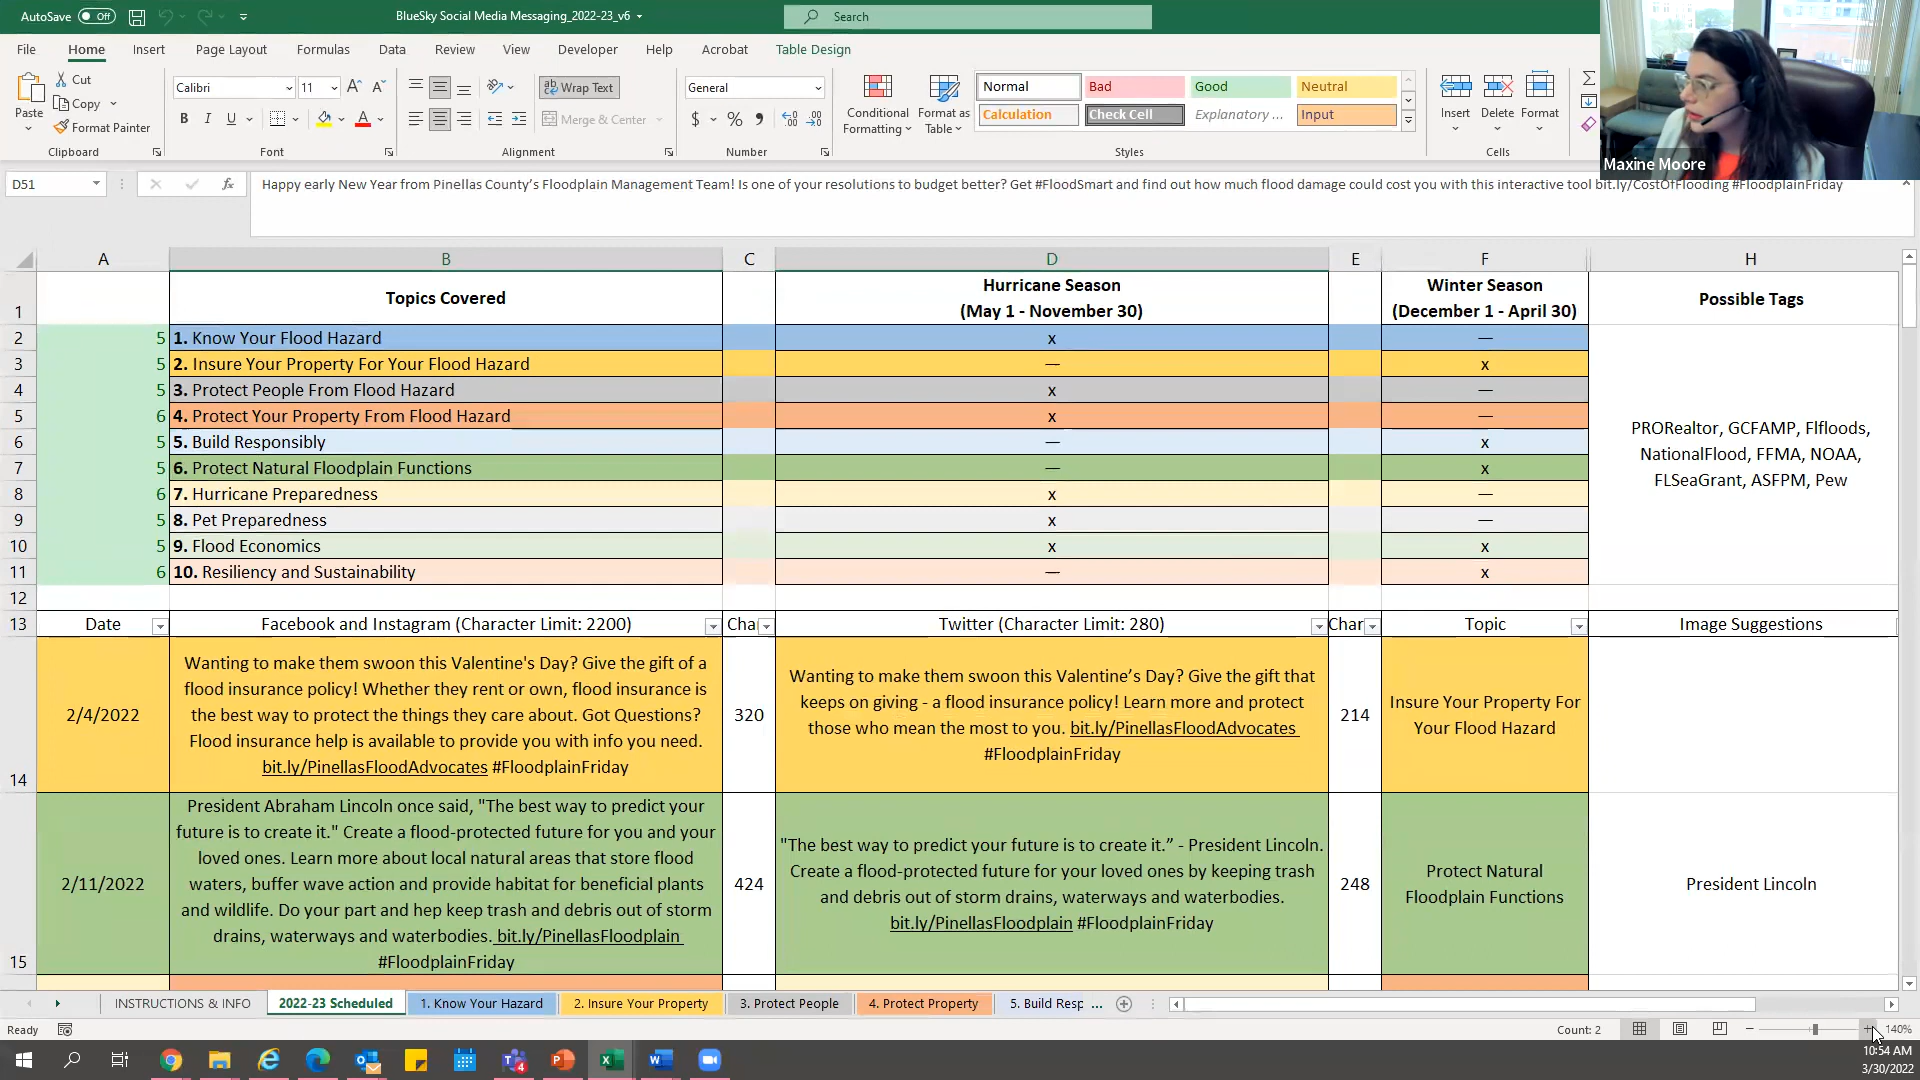 AutoSave Off
BlueSky Social Media Messaging_2022-23_v6
Search
File Home Insert Page Layout Formulas Data Review View Developer Help Acrobat Table Design
Paste
Cut
Copy
Format Painter
Clipboard
Calibri 11
Font
Wrap Text
Merge & Center
Alignment
General
Number
Conditional Formatting
Format as Table
Normal Bad Good Neutral
Calculation Check Cell Explanatory ... Input
Styles
Insert Delete Format
Cells
Maxine Moore
D51
Happy early New Year from Pinellas County’s Floodplain Management Team! Is one of your resolutions to budget better? Get #FloodSmart and find out how much flood damage could cost you with this interactive tool bit.ly/CostOfFlooding #FloodplainFriday
A B C D E F H
1 Topics Covered Hurricane Season (May 1 - November 30) Winter Season (December 1 - April 30) Possible Tags
2 5 1. Know Your Flood Hazard x —
3 5 2. Insure Your Property For Your Flood Hazard — x
4 5 3. Protect People From Flood Hazard x —
5 6 4. Protect Your Property From Flood Hazard x —
6 5 5. Build Responsibly — x
7 5 6. Protect Natural Floodplain Functions — x
8 6 7. Hurricane Preparedness x —
9 5 8. Pet Preparedness x —
10 5 9. Flood Economics x x
11 6 10. Resiliency and Sustainability — x
PRORealtor, GCFAMP, Flfloods,
NationalFlood, FFMA, NOAA,
FLSeaGrant, ASFPM, Pew
12
13 Date Facebook and Instagram (Character Limit: 2200) Cha Twitter (Character Limit: 280) Char Topic Image Suggestions
14
2/4/2022
Wanting to make them swoon this Valentine's Day? Give the gift of a
flood insurance policy! Whether they rent or own, flood insurance is
the best way to protect the things they care about. Got Questions?
Flood insurance help is available to provide you with info you need.
bit.ly/PinellasFloodAdvocates #FloodplainFriday
320
Wanting to make them swoon this Valentine’s Day? Give the gift that
keeps on giving - a flood insurance policy! Learn more and protect
those who mean the most to you. bit.ly/PinellasFloodAdvocates
#FloodplainFriday
214
Insure Your Property For
Your Flood Hazard
15
2/11/2022
President Abraham Lincoln once said, "The best way to predict your
future is to create it." Create a flood-protected future for you and your
loved ones. Learn more about local natural areas that store flood
waters, buffer wave action and provide habitat for beneficial plants
and wildlife. Do your part and hep keep trash and debris out of storm
drains, waterways and waterbodies. bit.ly/PinellasFloodplain
#FloodplainFriday
424
"The best way to predict your future is to create it.” - President Lincoln.
Create a flood-protected future for your loved ones by keeping trash
and debris out of storm drains, waterways and waterbodies.
bit.ly/PinellasFloodplain #FloodplainFriday
248
Protect Natural
Floodplain Functions
President Lincoln
INSTRUCTIONS & INFO 2022-23 Scheduled 1. Know Your Hazard 2. Insure Your Property 3. Protect People 4. Protect Property 5. Build Resp ...
Ready Count: 2 140%
4
10:54 AM
3/30/2022